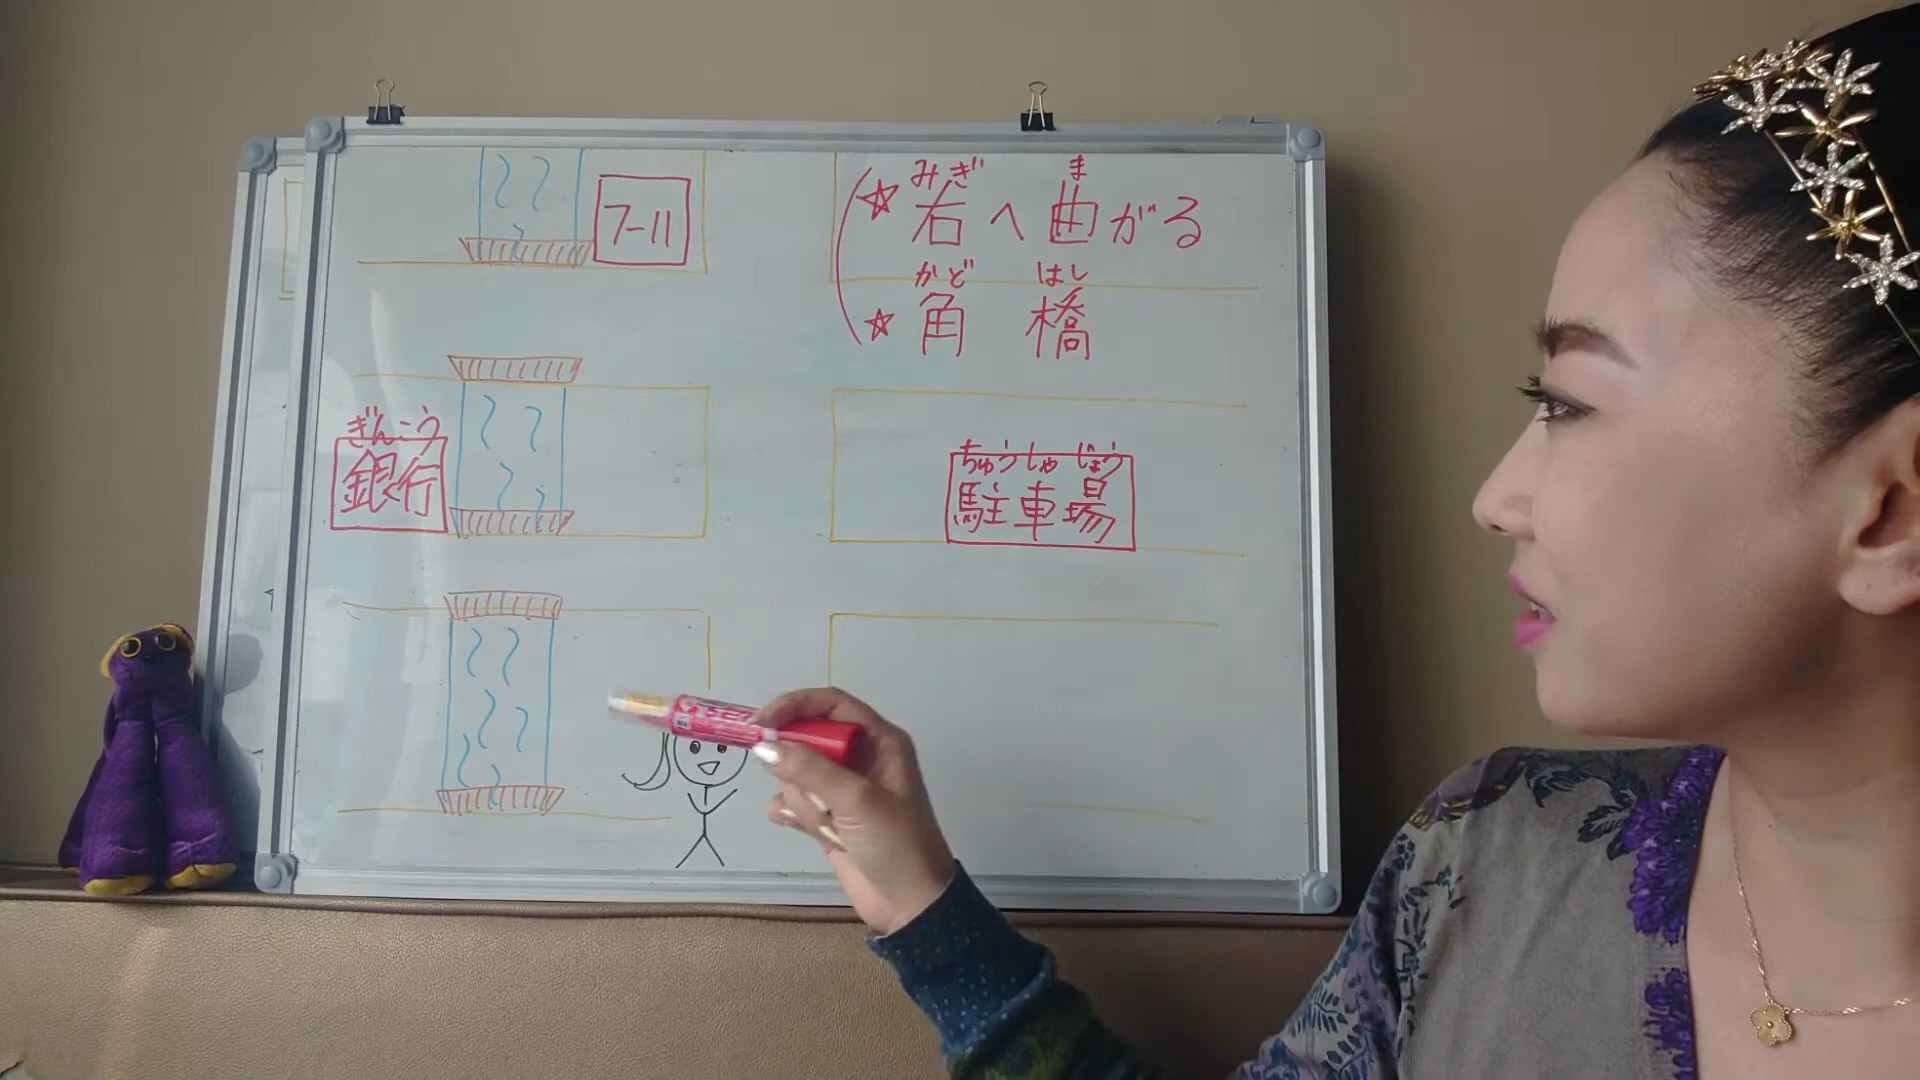 7-11
みぎ ま
☆右へ曲がる
かど はし
☆角 橋
ぎんこう
銀行
ちゅうしゃじょう
駐車場